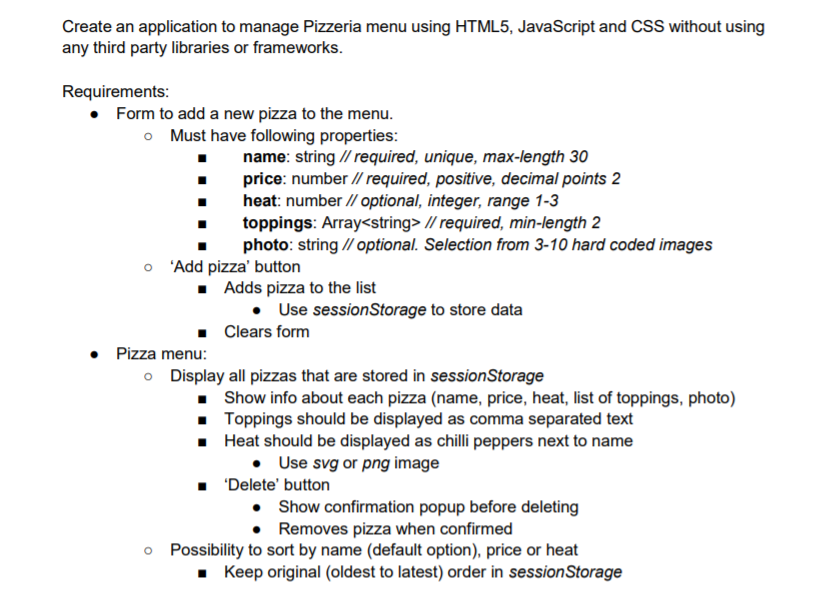 Create an application to manage Pizzeria menu using HTML5, JavaScript and CSS without using
any third party libraries or frameworks.
Requirements:
● Form to add a new pizza to the menu.
○ Must have following properties:
■ name: string // required, unique, max-length 30
■ price: number // required, positive, decimal points 2
■ heat: number // optional, integer, range 1-3
■ toppings: Array<string> // required, min-length 2
■ photo: string // optional. Selection from 3-10 hard coded images
○ ‘Add pizza’ button
■ Adds pizza to the list
● Use sessionStorage to store data
■ Clears form
● Pizza menu:
○ Display all pizzas that are stored in sessionStorage
■ Show info about each pizza (name, price, heat, list of toppings, photo)
■ Toppings should be displayed as comma separated text
■ Heat should be displayed as chilli peppers next to name
● Use svg or png image
■ ‘Delete’ button
● Show confirmation popup before deleting
● Removes pizza when confirmed
○ Possibility to sort by name (default option), price or heat
■ Keep original (oldest to latest) order in sessionStorage